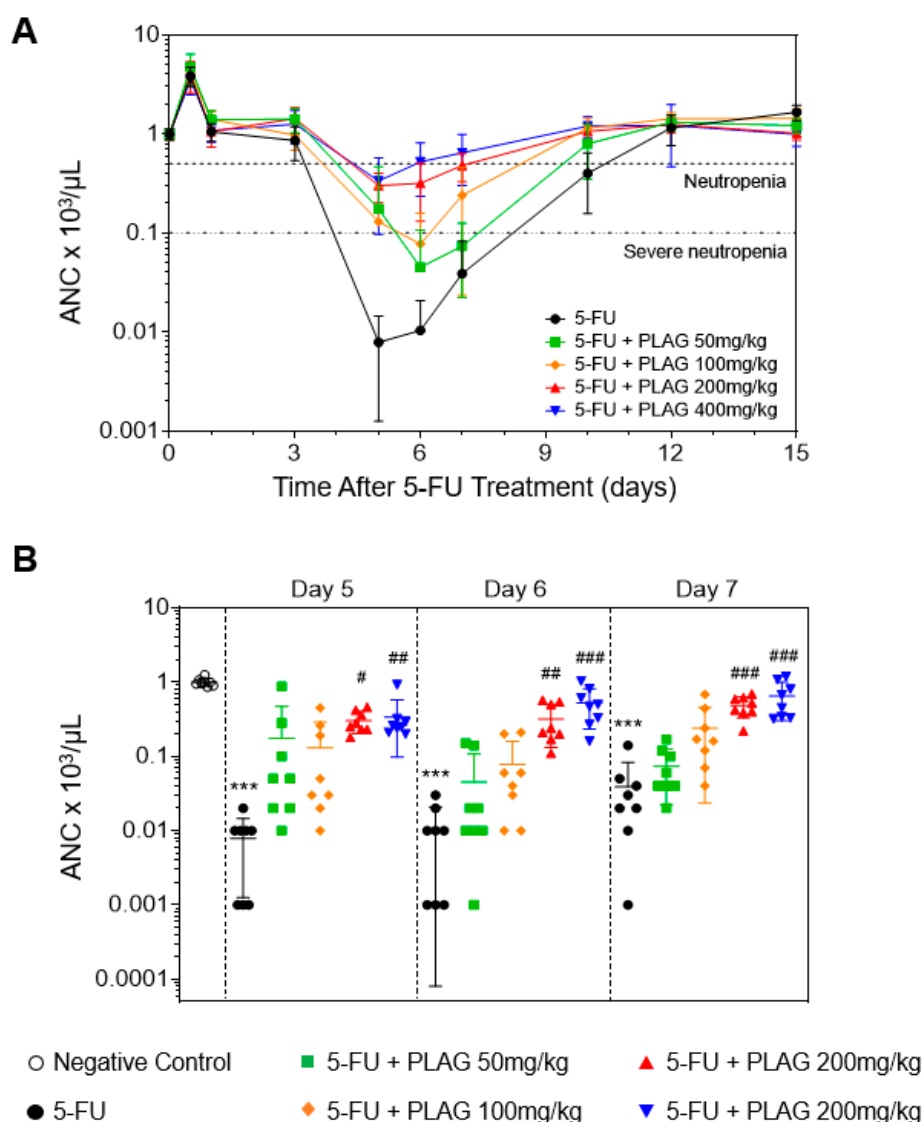 A
10
1
0.1
0.01
0.001
ANC x 10³/µL
Neutropenia
Severe neutropenia
5-FU
5-FU + PLAG 50mg/kg
5-FU + PLAG 100mg/kg
5-FU + PLAG 200mg/kg
5-FU + PLAG 400mg/kg
0 3 6 9 12 15
Time After 5-FU Treatment (days)
B
Day 5 Day 6 Day 7
10
1
0.1
0.01
0.001
0.0001
ANC x 10³/µL
*** # ##
*** ## ###
*** ### ###
Negative Control 5-FU + PLAG 50mg/kg 5-FU + PLAG 200mg/kg
5-FU 5-FU + PLAG 100mg/kg 5-FU + PLAG 200mg/kg